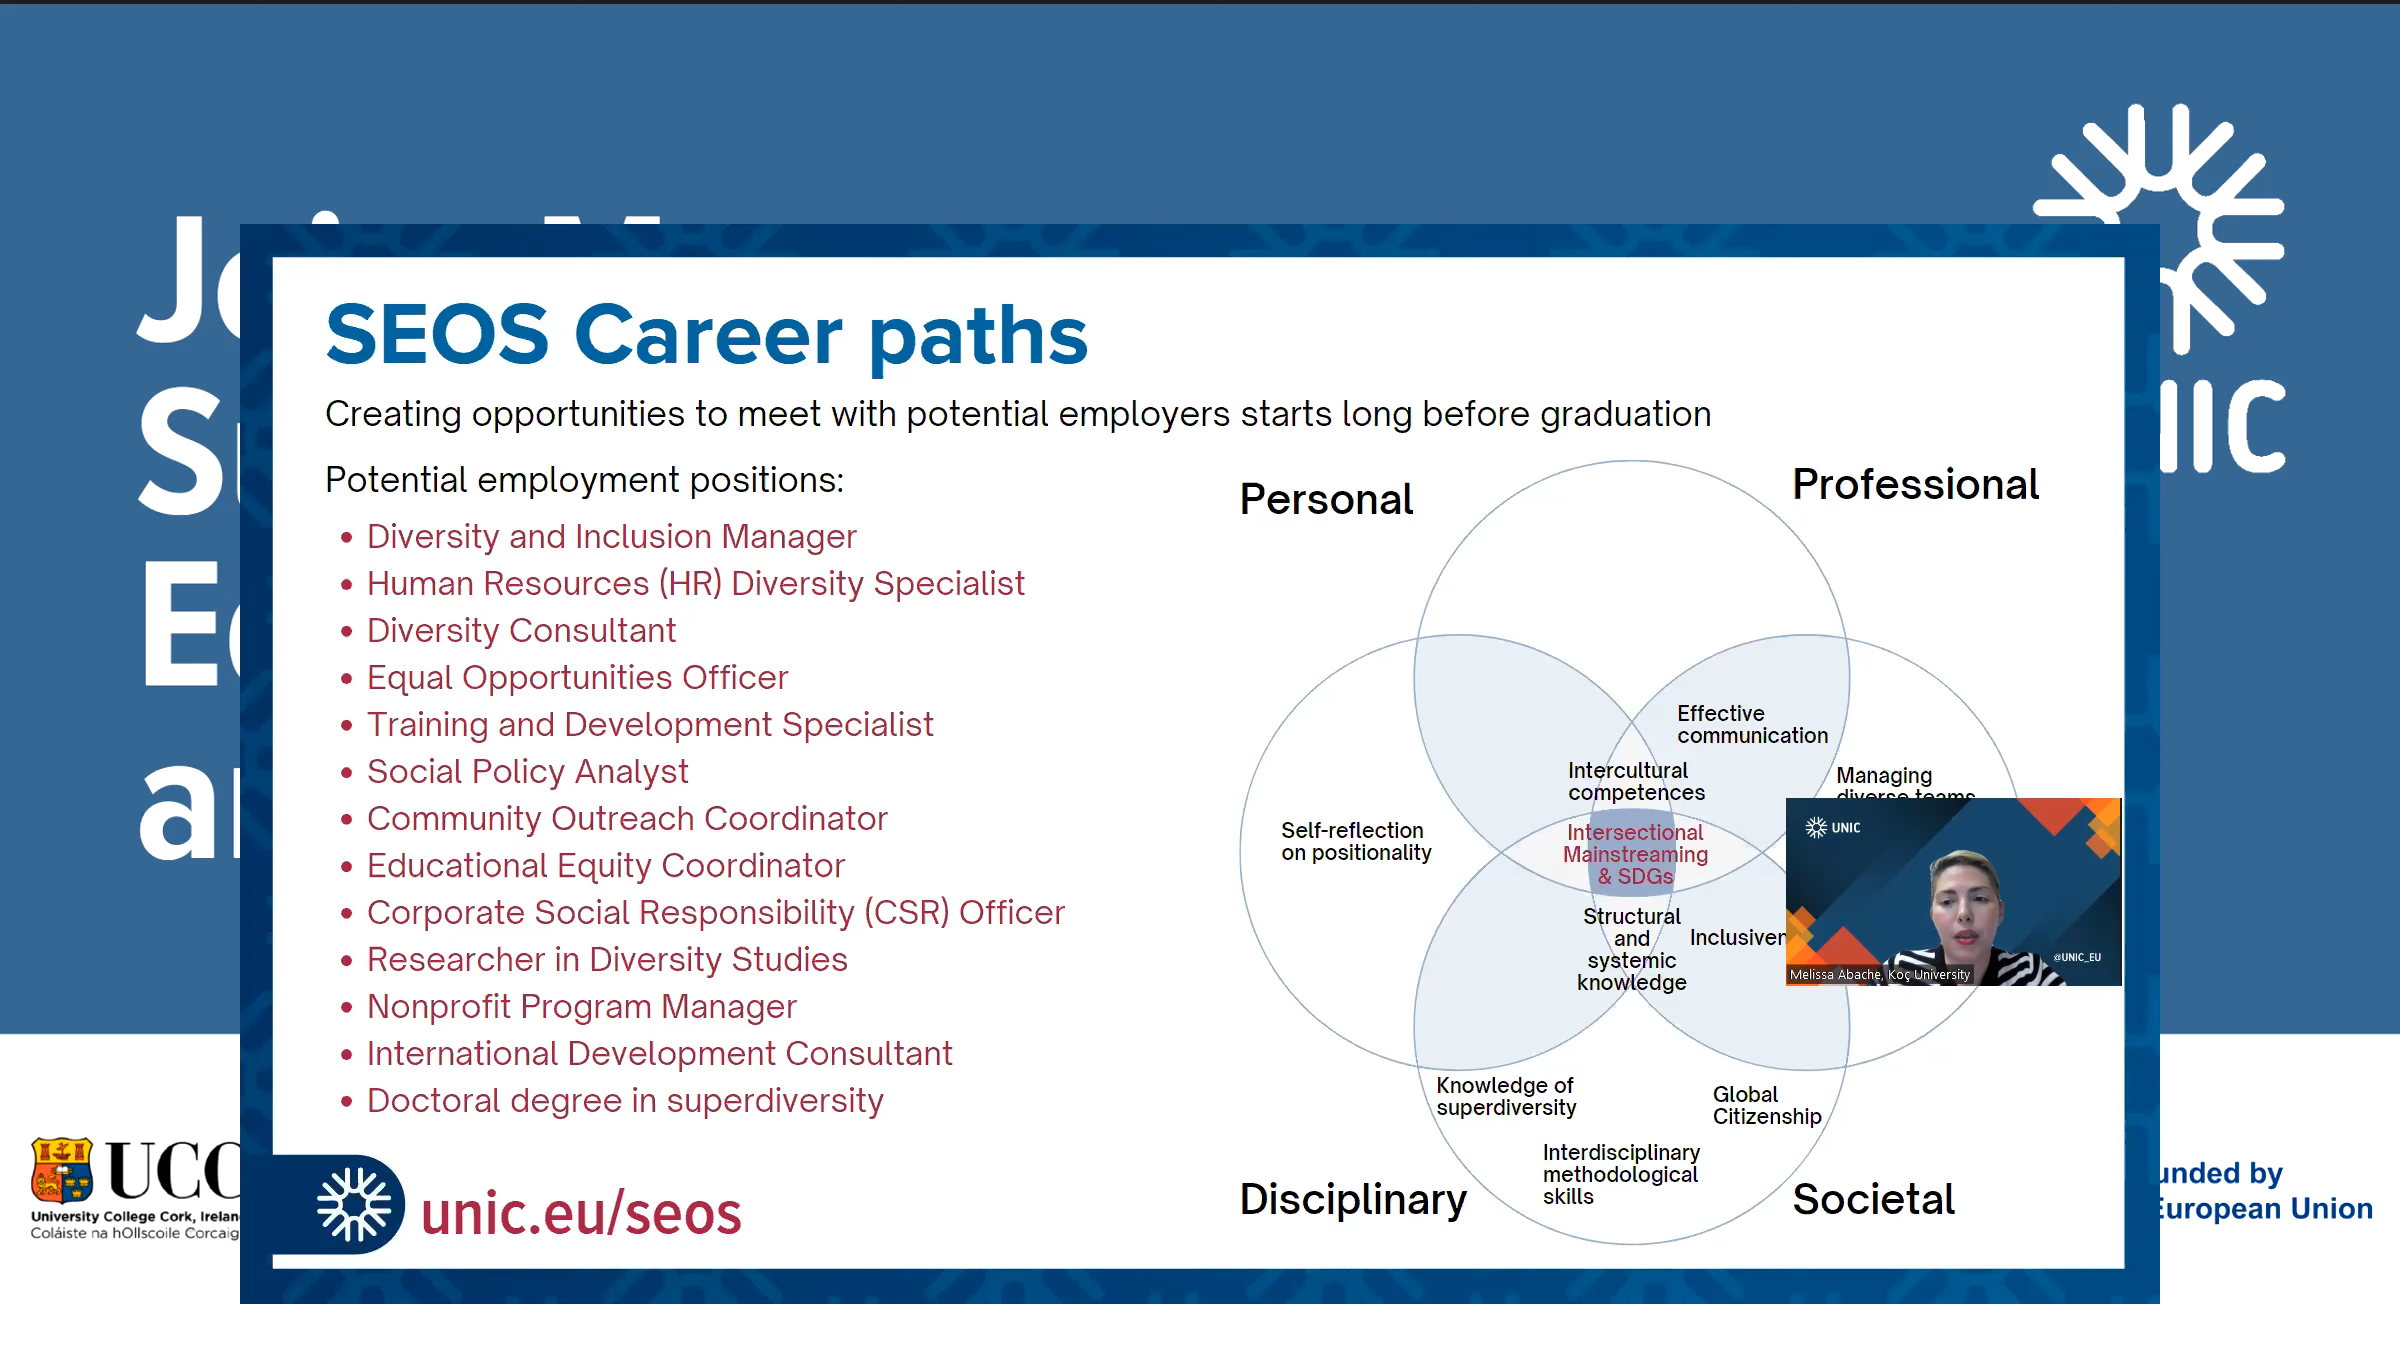 SEOS Career paths
Creating opportunities to meet with potential employers starts long before graduation
Potential employment positions:
• Diversity and Inclusion Manager
• Human Resources (HR) Diversity Specialist
• Diversity Consultant
• Equal Opportunities Officer
• Training and Development Specialist
• Social Policy Analyst
• Community Outreach Coordinator
• Educational Equity Coordinator
• Corporate Social Responsibility (CSR) Officer
• Researcher in Diversity Studies
• Nonprofit Program Manager
• International Development Consultant
• Doctoral degree in superdiversity
Personal
Professional
Effective
communication
Intercultural
competences
Managing
diverse teams
Self-reflection
on positionality
Intersectional
Mainstreaming
& SDGs
Structural
and
systemic
knowledge
UNIC
@UNIC_EU
Melissa Abache, Koç University
Knowledge of
superdiversity
Global
Citizenship
Interdisciplinary
methodological
skills
Disciplinary
Societal
unic.eu/seos
UCC
University College Cork
Coláiste na hOllscoile
by
European Union